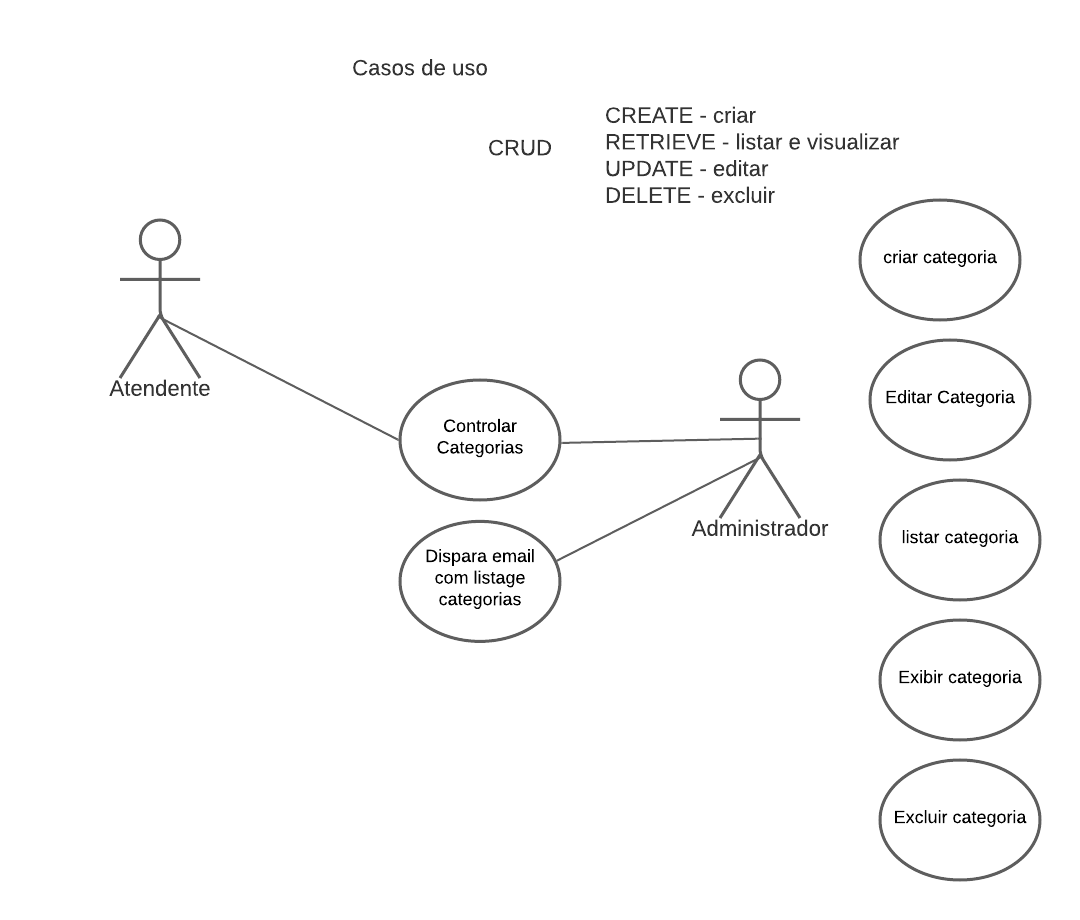 Casos de uso
CRUD
CREATE - criar
RETRIEVE - listar e visualizar
UPDATE - editar
DELETE - excluir
criar categoria
Atendente
Editar Categoria
Controlar
Categorias
Administrador
listar categoria
Dispara email
com listage
categorias
Exibir categoria
Excluir categoria